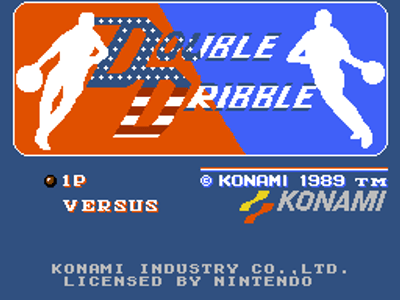 DOUBLE
DRIBBLE
1P
VERSUS
© KONAMI 1989 TM
KONAMI
KONAMI INDUSTRY CO.,LTD.
LICENSED BY NINTENDO